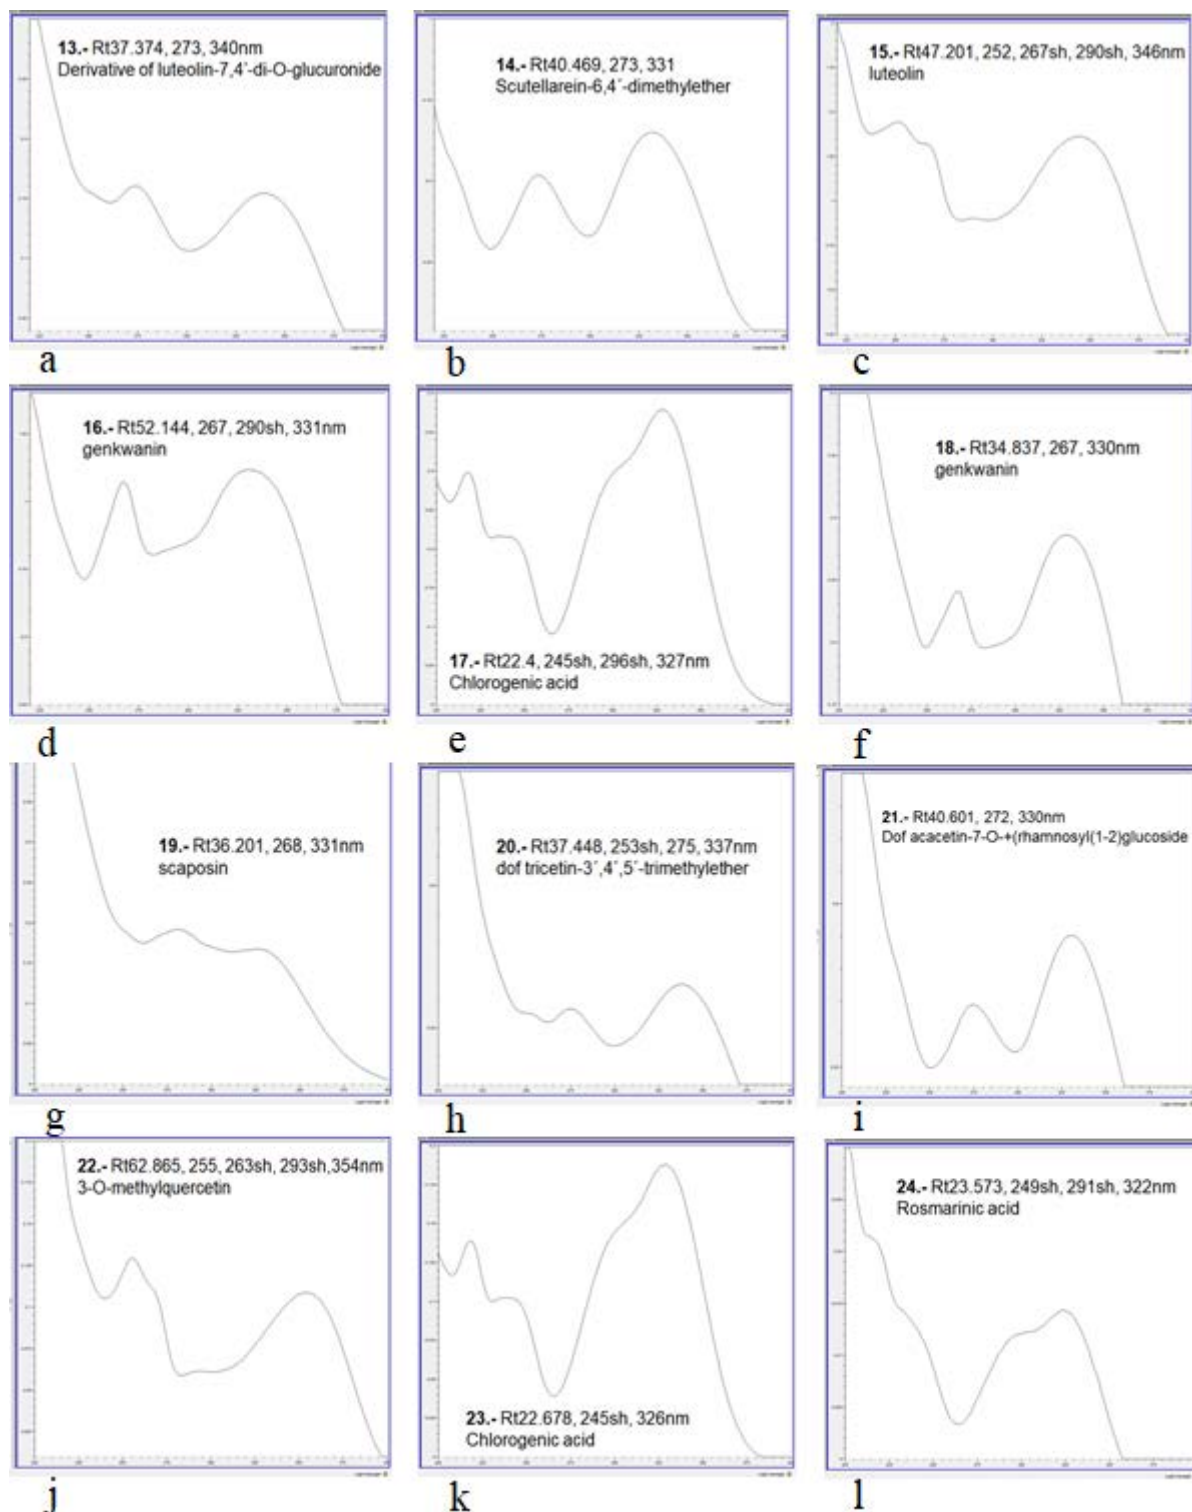 13.- Rt37.374, 273, 340nm
Derivative of luteolin-7,4´-di-O-glucuronide
a
14.- Rt40.469, 273, 331
Scutellarein-6,4´-dimethylether
b
15.- Rt47.201, 252, 267sh, 290sh, 346nm
luteolin
c
16.- Rt52.144, 267, 290sh, 331nm
genkwanin
d
17.- Rt22.4, 245sh, 296sh, 327nm
Chlorogenic acid
e
18.- Rt34.837, 267, 330nm
genkwanin
f
19.- Rt36.201, 268, 331nm
scaposin
g
20.- Rt37.448, 253sh, 275, 337nm
dof tricetin-3´,4´,5´-trimethylether
h
21.- Rt40.601, 272, 330nm
Dof acacetin-7-O-+(rhamnosyl(1-2)glucoside
i
22.- Rt62.865, 255, 263sh, 293sh,354nm
3-O-methylquercetin
j
23.- Rt22.678, 245sh, 326nm
Chlorogenic acid
k
24.- Rt23.573, 249sh, 291sh, 322nm
Rosmarinic acid
l